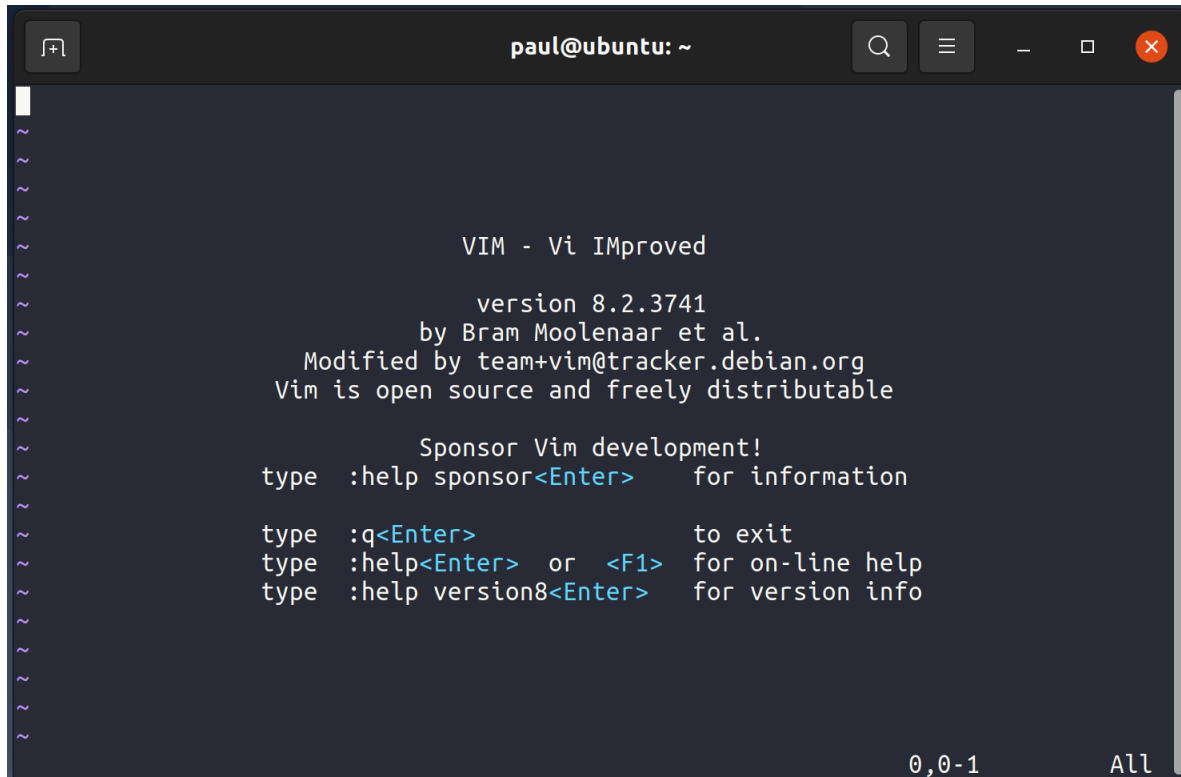 paul@ubuntu: ~
~
~
~
~
~ VIM - Vi IMproved
~
~ version 8.2.3741
~ by Bram Moolenaar et al.
~ Modified by team+vim@tracker.debian.org
~ Vim is open source and freely distributable
~
~ Sponsor Vim development!
~ type :help sponsor<Enter> for information
~
~ type :q<Enter> to exit
~ type :help<Enter> or <F1> for on-line help
~ type :help version8<Enter> for version info
~
~
~
~
~
0,0-1 All